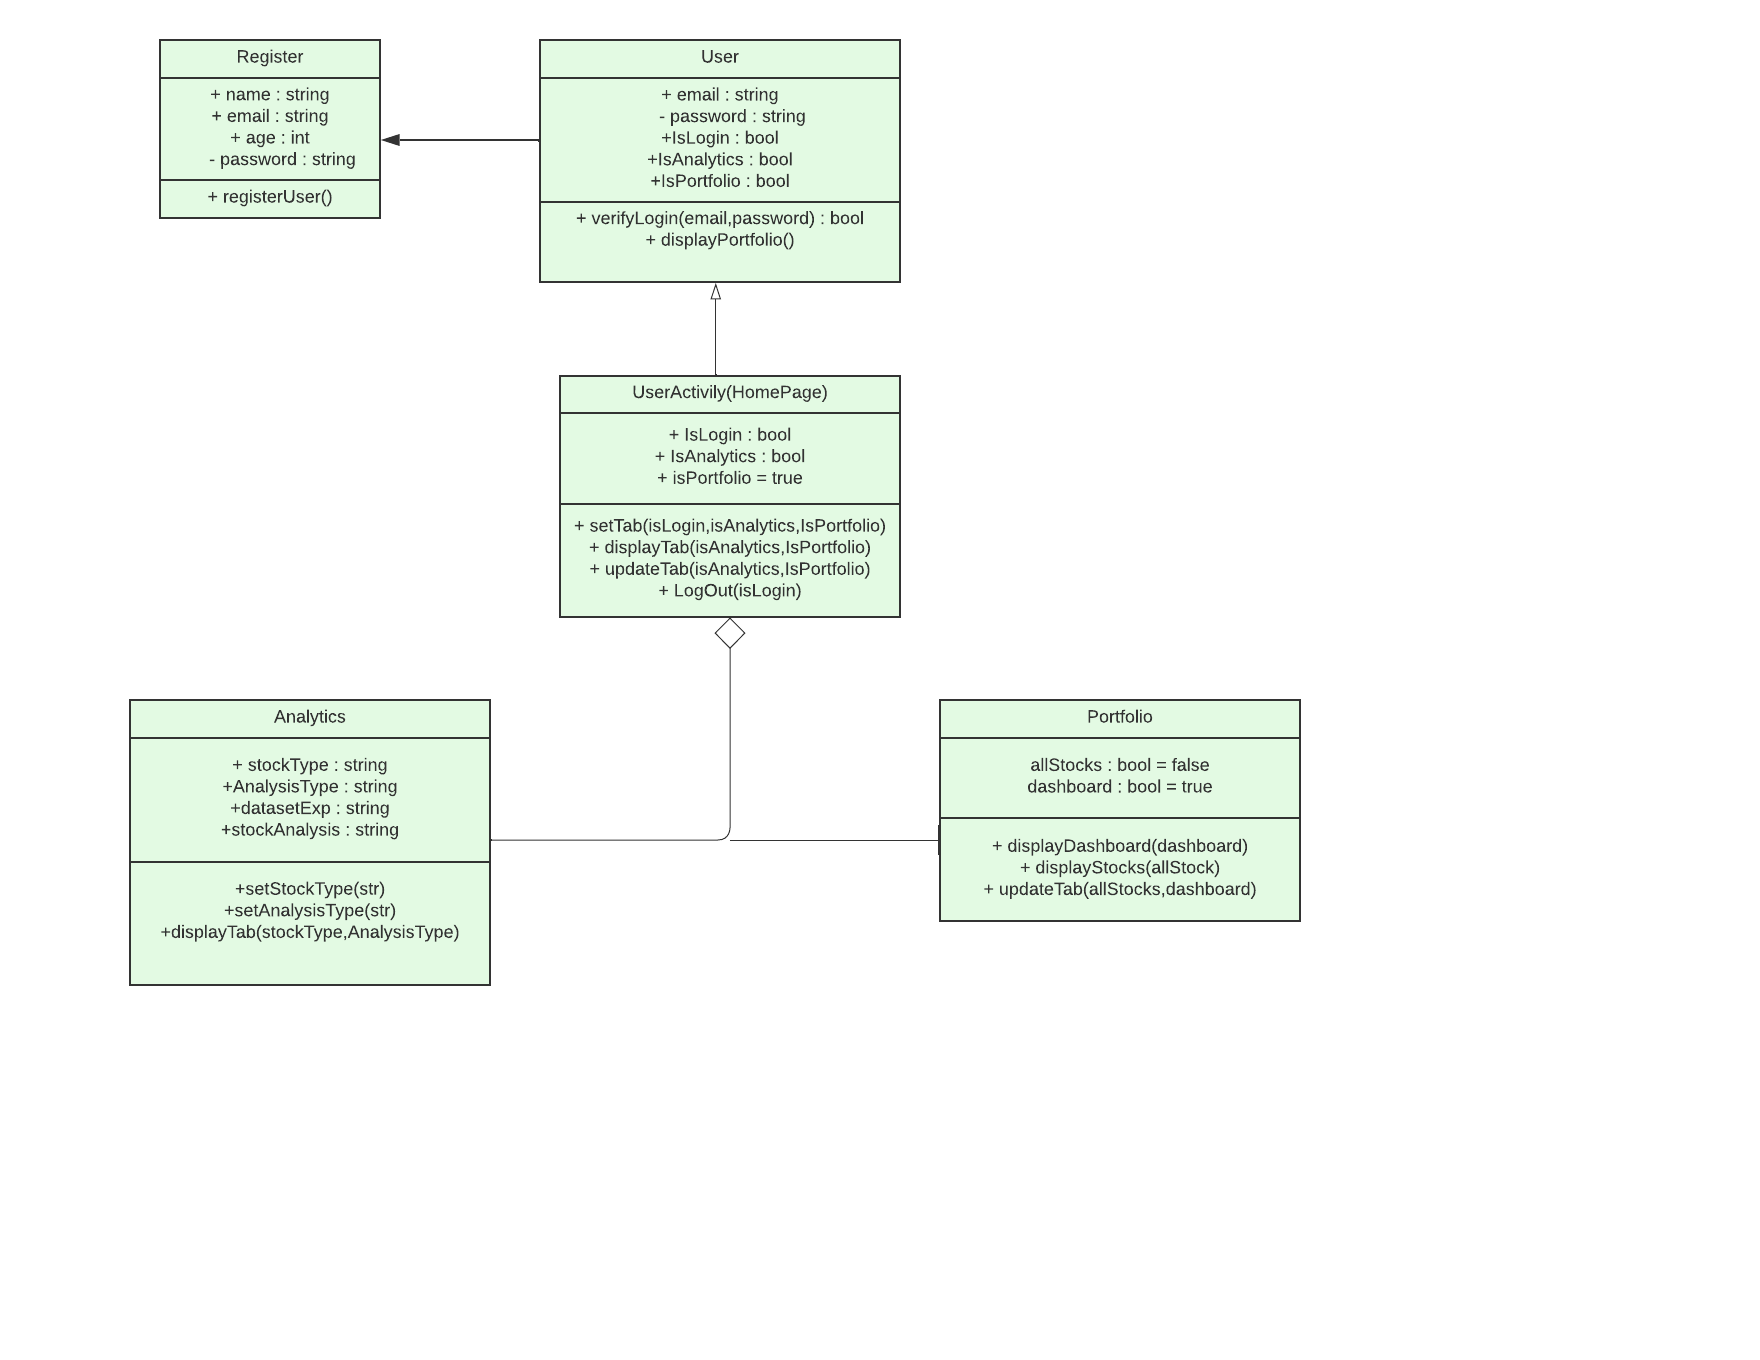 Register
+ name : string
+ email : string
+ age : int
- password : string
+ registerUser()
User
+ email : string
- password : string
+IsLogin : bool
+IsAnalytics : bool
+IsPortfolio : bool
+ verifyLogin(email,password) : bool
+ displayPortfolio()
UserActivily(HomePage)
+ IsLogin : bool
+ IsAnalytics : bool
+ isPortfolio = true
+ setTab(isLogin,isAnalytics,IsPortfolio)
+ displayTab(isAnalytics,IsPortfolio)
+ updateTab(isAnalytics,IsPortfolio)
+ LogOut(isLogin)
Analytics
+ stockType : string
+AnalysisType : string
+datasetExp : string
+stockAnalysis : string
+setStockType(str)
+setAnalysisType(str)
+displayTab(stockType,AnalysisType)
Portfolio
allStocks : bool = false
dashboard : bool = true
+ displayDashboard(dashboard)
+ displayStocks(allStock)
+ updateTab(allStocks,dashboard)